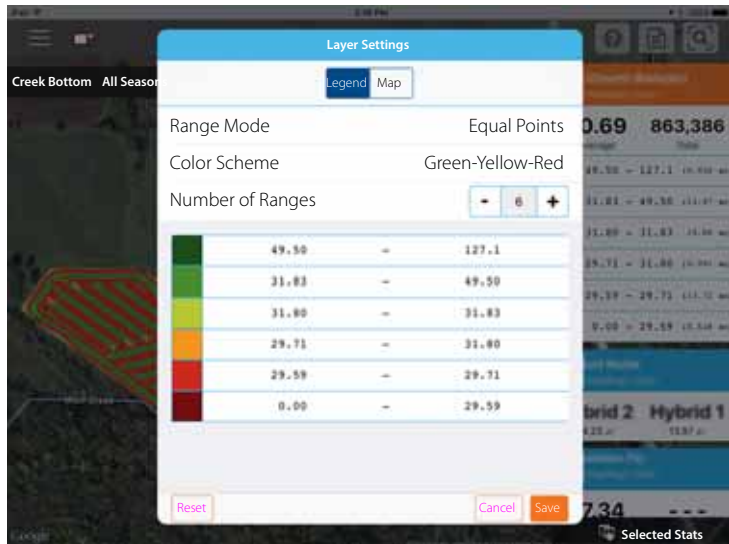 Layer Settings
Creek Bottom All Season
Legend Map
Range Mode Equal Points
0.69 863,386
Color Scheme Green-Yellow-Red
Number of Ranges - 6 +
49.50 - 127.1
31.83 - 49.50
31.80 - 31.83
29.71 - 31.80
29.59 - 29.71
0.00 - 29.59
brid 2 Hybrid 1
Reset Cancel Save
7.34 ---
Selected Stats